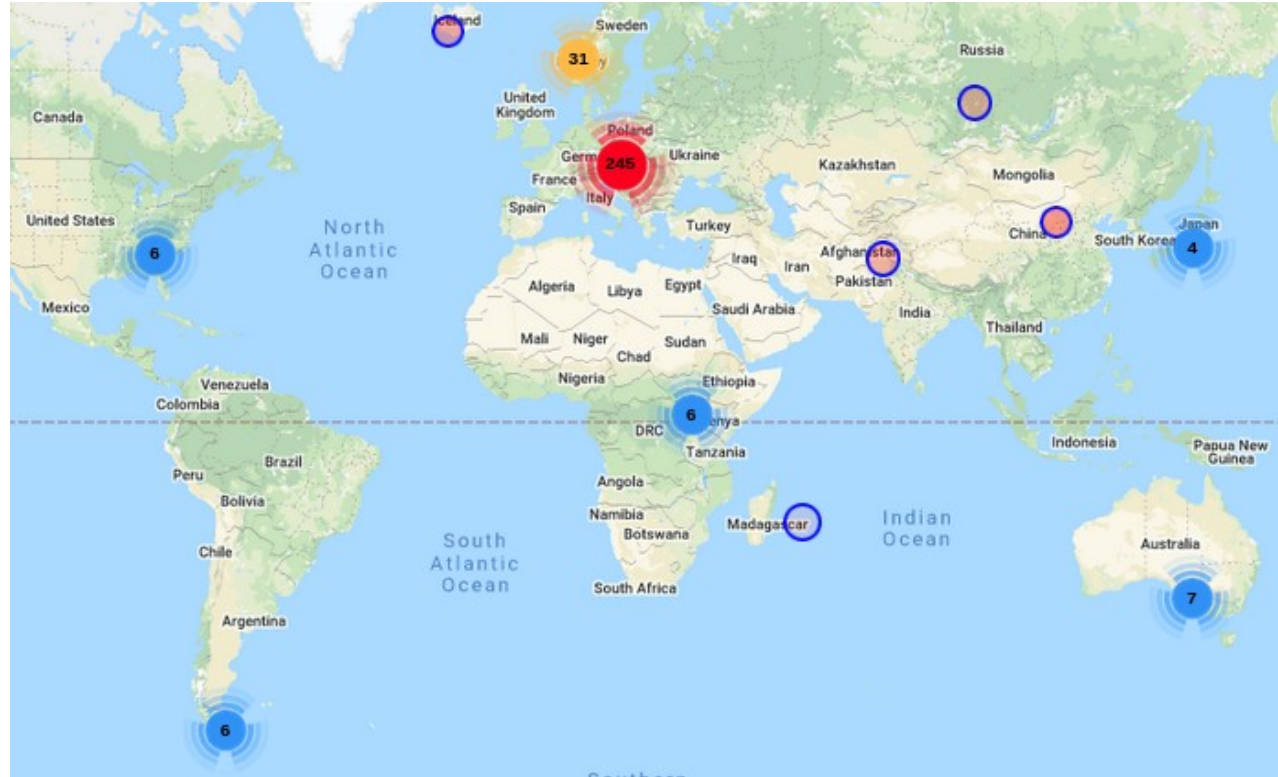 Iceland
Sweden
31
Russia
United
Kingdom
Canada
Poland
Germ
245
Ukraine
Kazakhstan
France
Mongolia
Italy
Spain
United States
North
Atlantic
Ocean
Turkey
China
South Korea
Japan
6
4
Iraq
Iran
Afghanistan
Pakistan
Algeria
Libya
Egypt
Saudi Arabia
India
Mexico
Thailand
Mali
Niger
Chad
Sudan
Nigeria
Ethiopia
Venezuela
Colombia
6
enya
DRC
Tanzania
Indonesia
Papua New
Guinea
Peru
Brazil
Bolivia
Angola
Namibia
Botswana
Madagascar
Indian
Ocean
South
Atlantic
Ocean
Chile
Australia
South Africa
7
Argentina
6